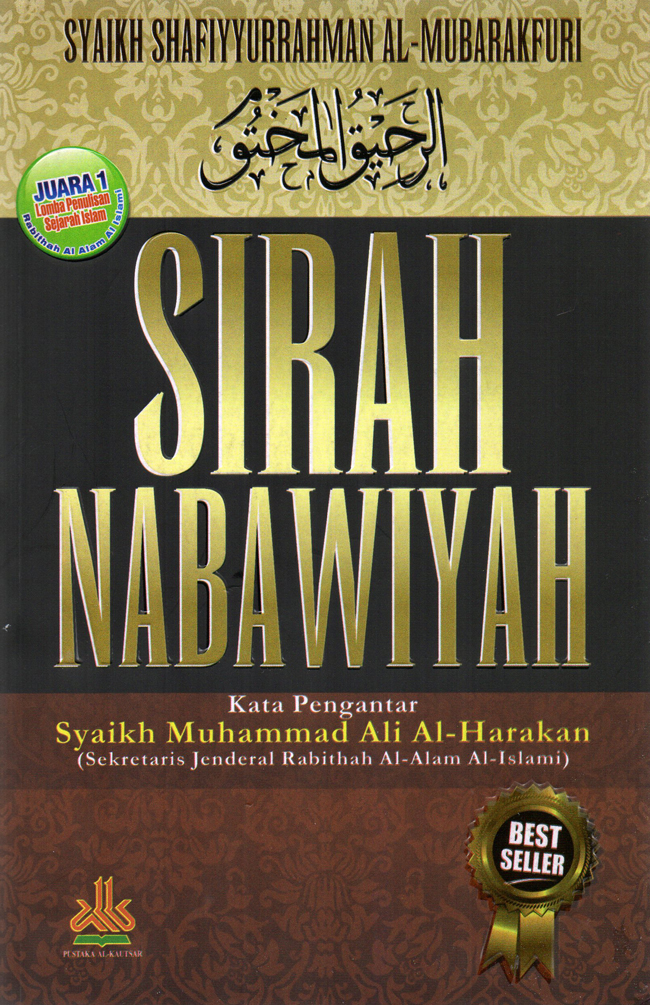 SYAIKH SHAFIYYURRAHMAN AL-MUBARAKFURI
الرحيق المختوم
JUARA 1
Lomba Penulisan
Sejarah Islam
Rabithah Al Alam Al Islami
SIRAH
NABAWIYAH
Kata Pengantar
Syaikh Muhammad Ali Al-Harakan
(Sekretaris Jenderal Rabithah Al-Alam Al-Islami)
BEST
SELLER
PUSTAKA AL-KAUTSAR